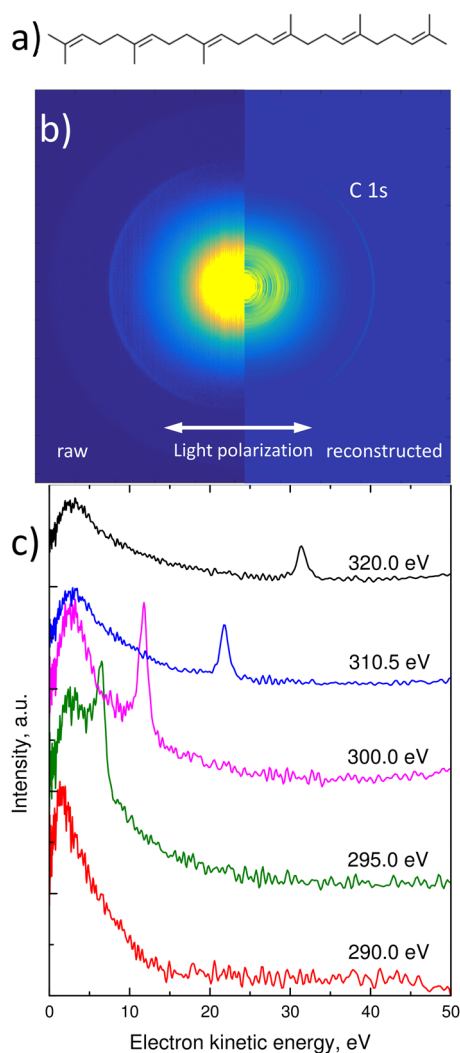 a)
b)
C 1s
raw
Light polarization
reconstructed
c)
320.0 eV
310.5 eV
300.0 eV
295.0 eV
290.0 eV
Intensity, a.u.
0 10 20 30 40 50
Electron kinetic energy, eV